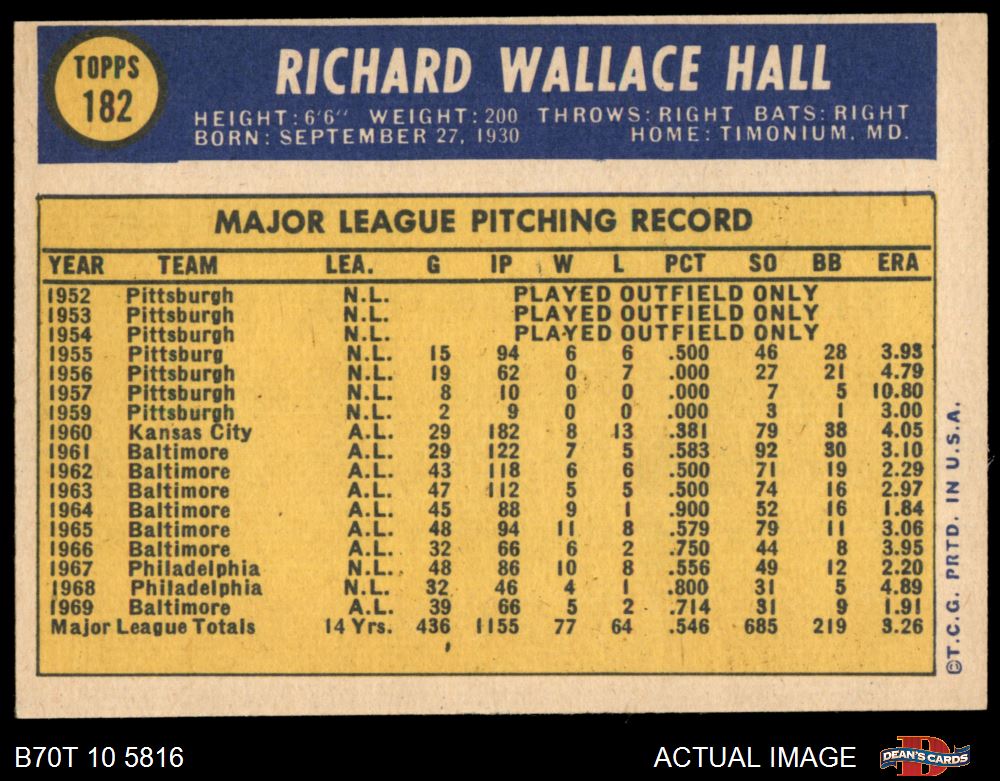 TOPPS
182
RICHARD WALLACE HALL
HEIGHT: 6'6" WEIGHT: 200 THROWS: RIGHT BATS: RIGHT
BORN: SEPTEMBER 27, 1930 HOME: TIMONIUM, MD.
MAJOR LEAGUE PITCHING RECORD
YEAR TEAM LEA. G IP W L PCT SO BB ERA
1952 Pittsburgh N.L. PLAYED OUTFIELD ONLY
1953 Pittsburgh N.L. PLAYED OUTFIELD ONLY
1954 Pittsburgh N.L. PLAYED OUTFIELD ONLY
1955 Pittsburg N.L. 15 94 6 6 .500 46 28 3.93
1956 Pittsburgh N.L. 19 62 0 7 .000 27 21 4.79
1957 Pittsburgh N.L. 8 10 0 0 .000 7 5 10.80
1959 Pittsburgh N.L. 2 9 0 0 .000 3 1 3.00
1960 Kansas City A.L. 29 182 8 13 .381 79 38 4.05
1961 Baltimore A.L. 29 122 7 5 .583 92 30 3.10
1962 Baltimore A.L. 43 118 6 6 .500 71 19 2.29
1963 Baltimore A.L. 47 112 5 5 .500 74 16 2.97
1964 Baltimore A.L. 45 88 9 1 .900 52 16 1.84
1965 Baltimore A.L. 48 94 11 8 .579 79 11 3.06
1966 Baltimore A.L. 32 66 6 2 .750 44 8 3.95
1967 Philadelphia N.L. 48 86 10 8 .556 49 12 2.20
1968 Philadelphia N.L. 32 46 4 1 .800 31 5 4.89
1969 Baltimore A.L. 39 66 5 2 .714 31 9 1.91
Major League Totals 14 Yrs. 436 1155 77 64 .546 685 219 3.26
©T.C.G. PRTD. IN U.S.A.
B70T 10 5816
ACTUAL IMAGE
DEAN'S CARDS